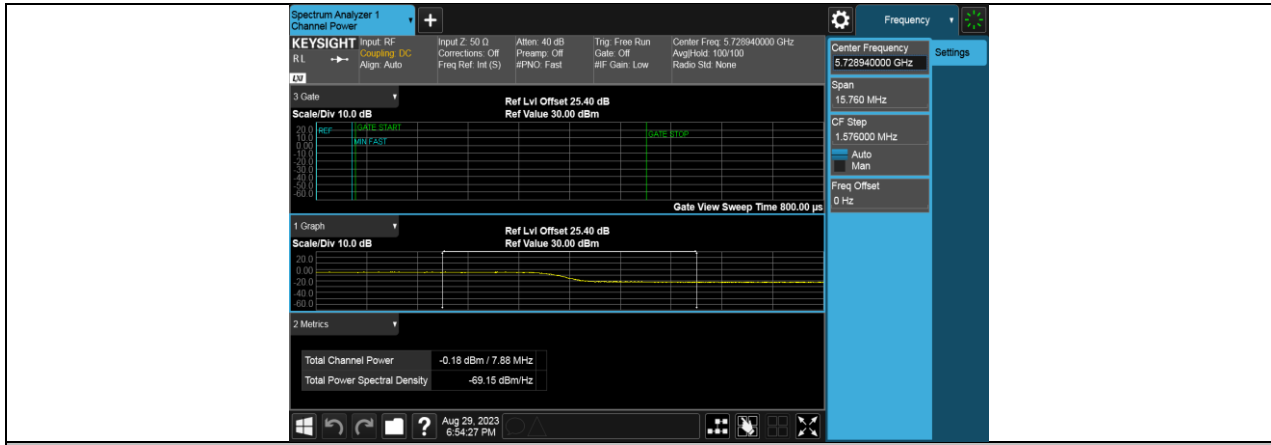 Spectrum Analyzer 1
Channel Power
+
Frequency
KEYSIGHT
RL
LXI
Input: RF
Coupling: DC
Align: Auto
Input Z: 50 Ω
Corrections: Off
Freq Ref: Int (S)
Atten: 40 dB
Preamp: Off
#PNO: Fast
Trig: Free Run
Gate: Off
#IF Gain: Low
Center Freq: 5.728940000 GHz
Avg|Hold: 100/100
Radio Std: None
Center Frequency
5.728940000 GHz
Settings
Span
15.760 MHz
CF Step
1.576000 MHz
Auto
Man
Freq Offset
0 Hz
3 Gate
Scale/Div 10.0 dB
Ref Lvl Offset 25.40 dB
Ref Value 30.00 dBm
20.0
10.0
0.00
-10.0
-20.0
-30.0
-40.0
-50.0
-60.0
REF
GATE START
MIN FAST
GATE STOP
Gate View Sweep Time 800.00 µs
1 Graph
Scale/Div 10.0 dB
Ref Lvl Offset 25.40 dB
Ref Value 30.00 dBm
20.0
0.00
-20.0
-40.0
-60.0
2 Metrics
Total Channel Power -0.18 dBm / 7.88 MHz
Total Power Spectral Density -69.15 dBm/Hz
?
Aug 29, 2023
6:54:27 PM